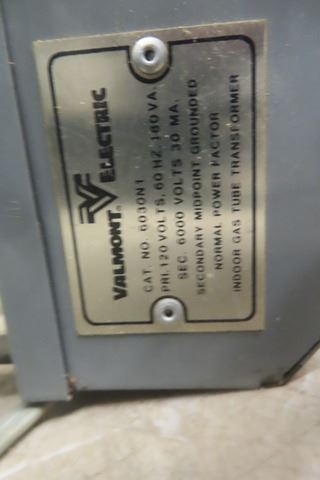 VALMONT® ELECTRIC
CAT. NO. 6030N1
PRI. 120 VOLTS, 60 HZ, 180 VA.
SEC. 6000 VOLTS 30 MA.
SECONDARY MIDPOINT GROUNDED
NORMAL POWER FACTOR
INDOOR GAS TUBE TRANSFORMER